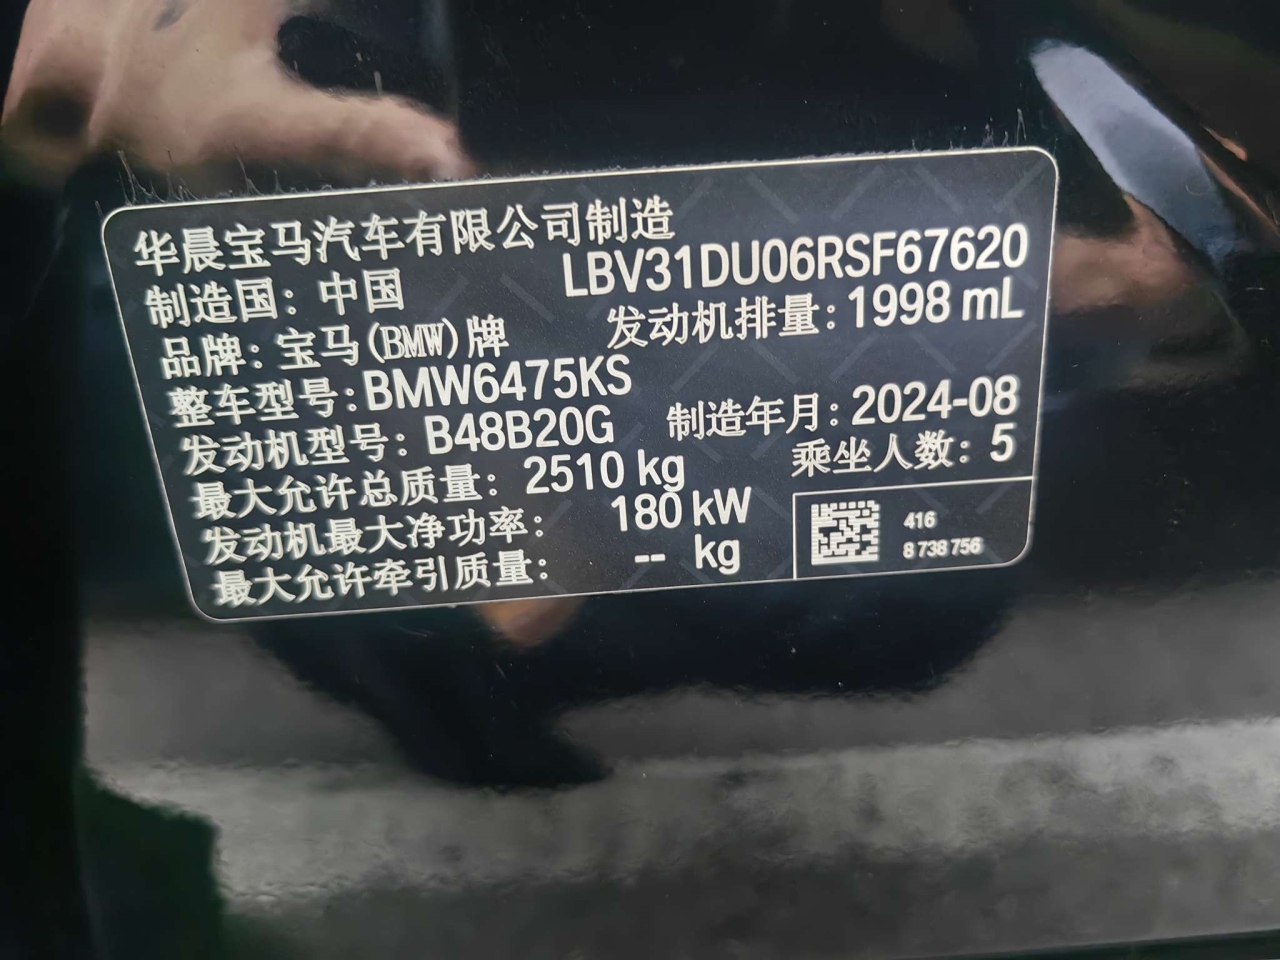 华晨宝马汽车有限公司制造
制造国：中国 LBV31DU06RSF67620
品牌：宝马(BMW)牌 发动机排量：1998 mL
整车型号：BMW6475KS
发动机型号：B48B20G 制造年月：2024-08
最大允许总质量：2510 kg 乘坐人数：5
发动机最大净功率：180 kW
最大允许牵引质量：-- kg
416
8 738 756